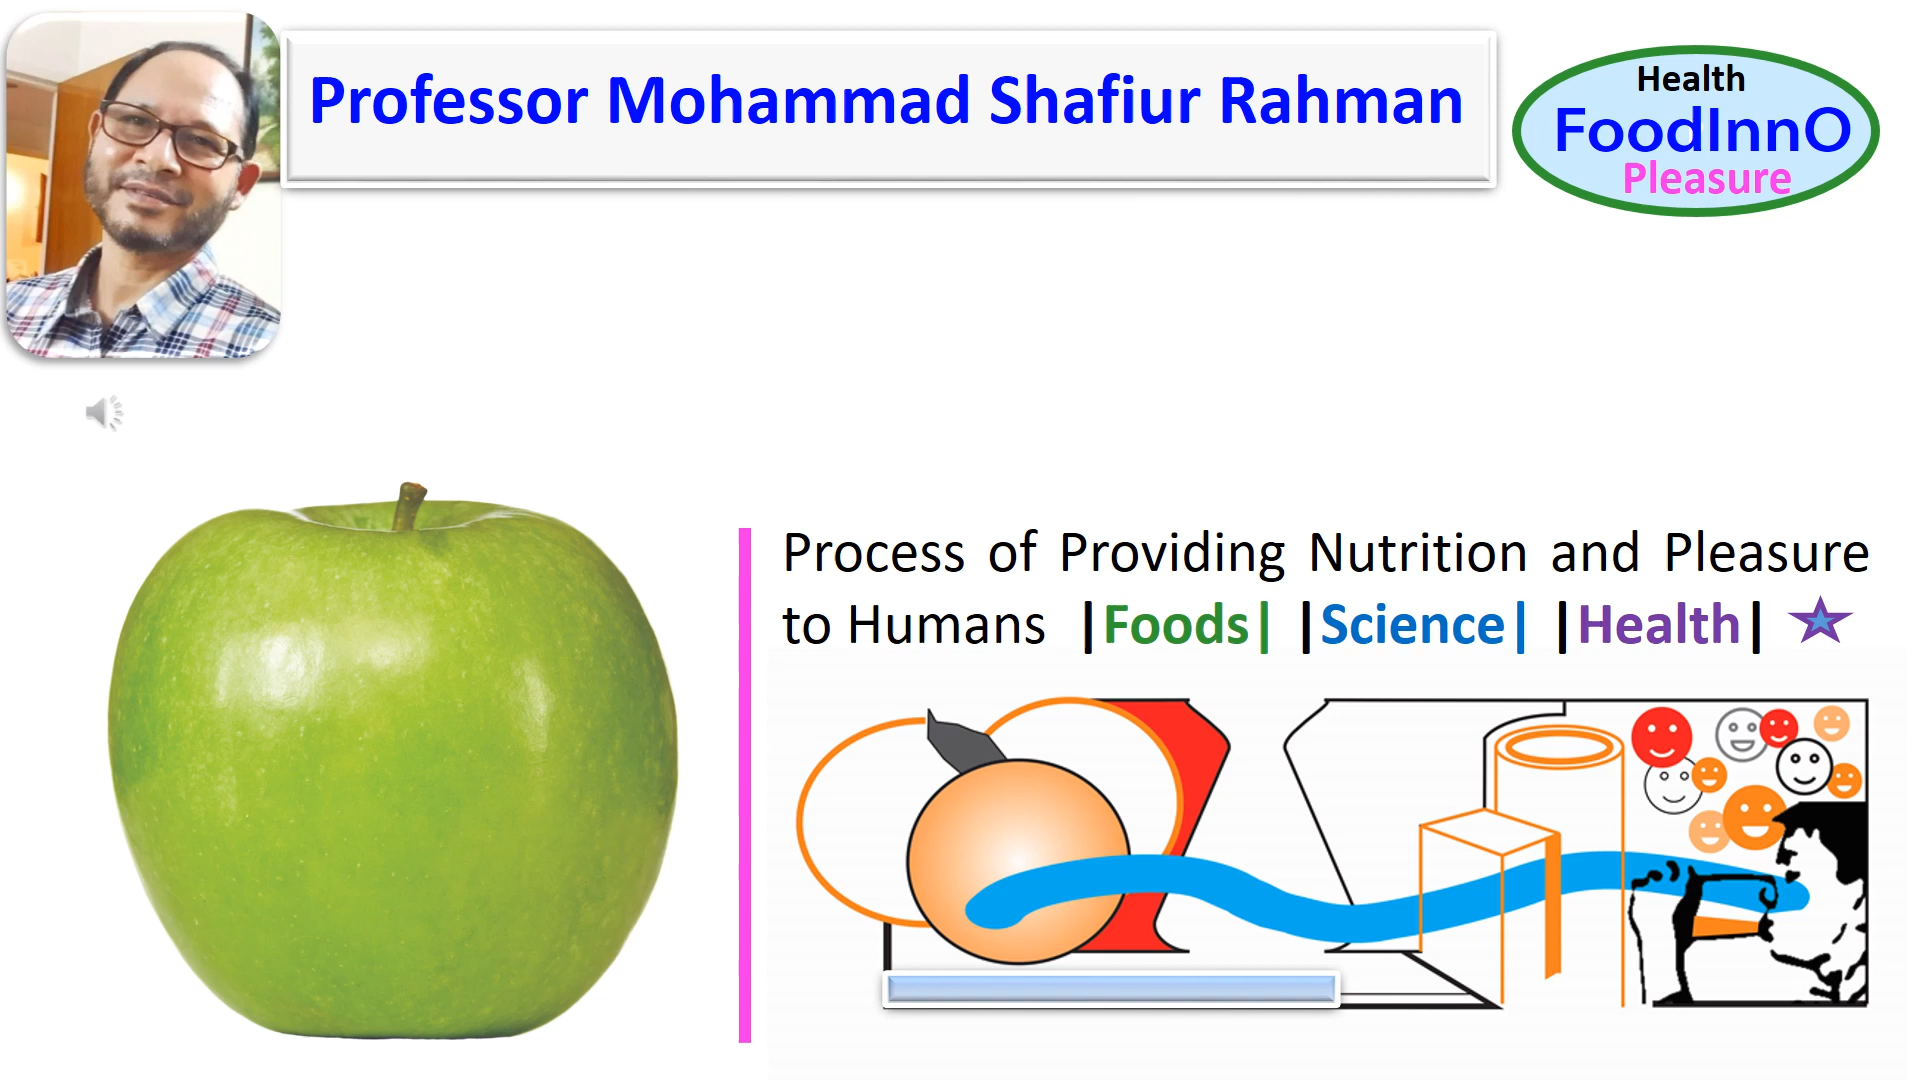 Professor Mohammad Shafiur Rahman
Health
FoodInnO
Pleasure
Process of Providing Nutrition and Pleasure
to Humans |Foods| |Science| |Health|